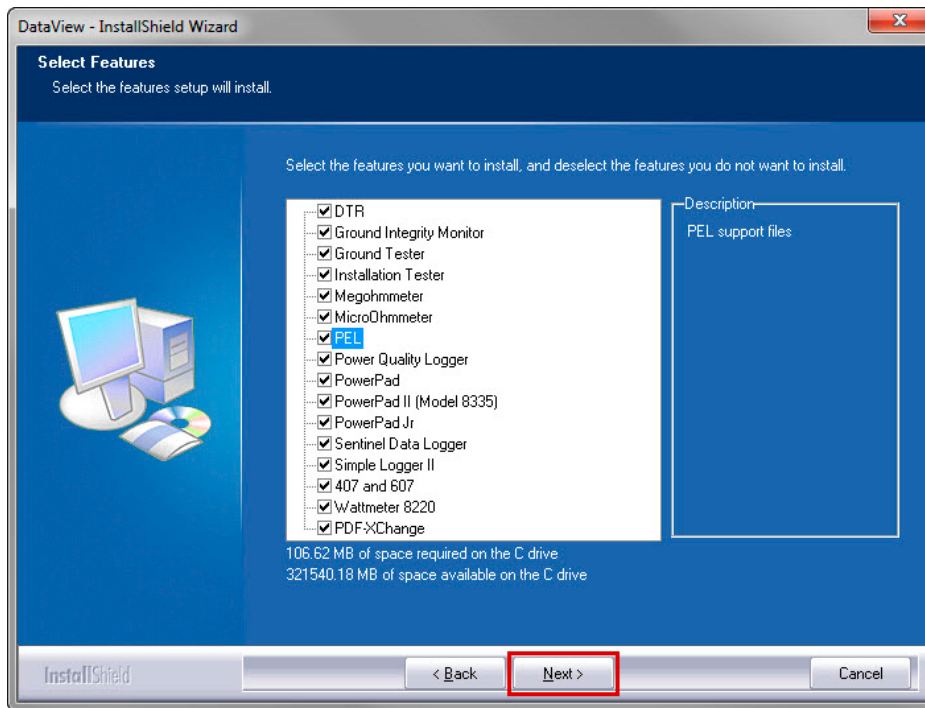 DataView - InstallShield Wizard
Select Features
Select the features setup will install.
Select the features you want to install, and deselect the features you do not want to install.
DTR
Ground Integrity Monitor
Ground Tester
Installation Tester
Megohmmeter
MicroOhmmeter
PEL
Power Quality Logger
PowerPad
PowerPad II (Model 8335)
PowerPad Jr
Sentinel Data Logger
Simple Logger II
407 and 607
Wattmeter 8220
PDF-XChange
Description
PEL support files
106.62 MB of space required on the C drive
321540.18 MB of space available on the C drive
InstallShield
< Back
Next >
Cancel